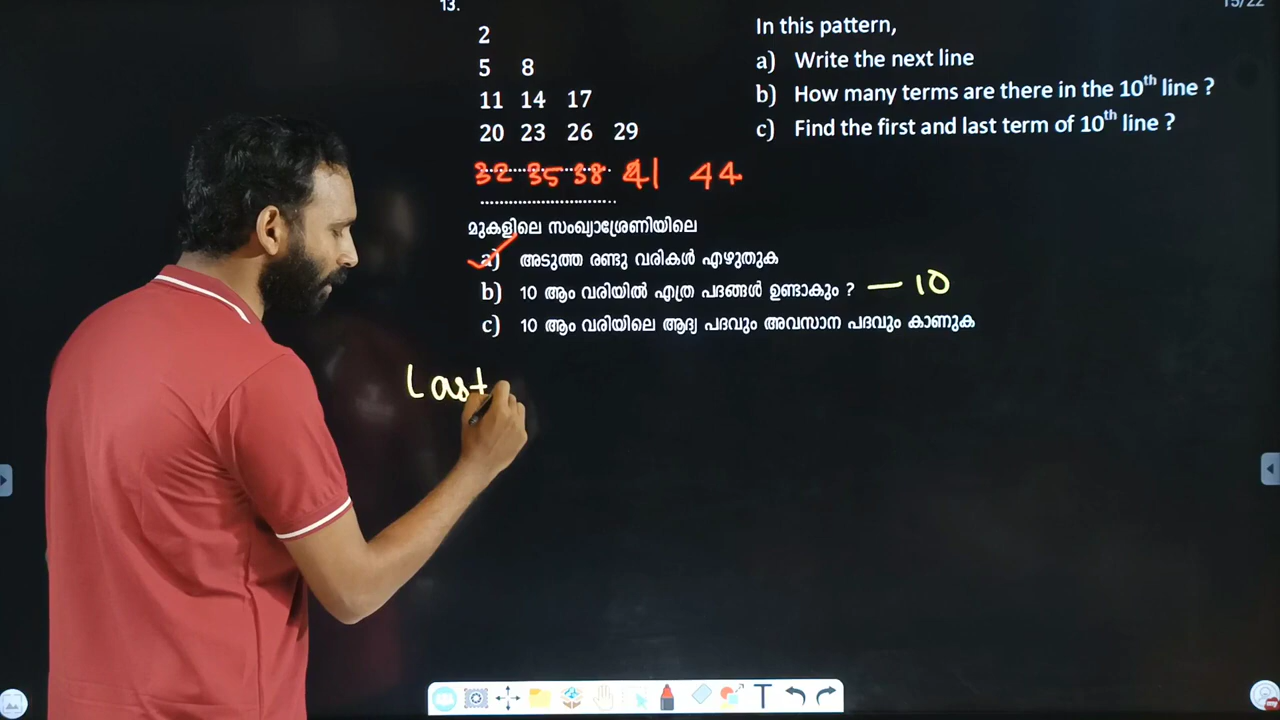 13.
15/22
2
5 8
11 14 17
20 23 26 29
32 35 38 41 44
In this pattern,
a) Write the next line
b) How many terms are there in the 10th line ?
c) Find the first and last term of 10th line ?
മുകളിലെ സംഖ്യാശ്രേണിയിലെ
a) അടുത്ത രണ്ടു വരികൾ എഴുതുക
b) 10 ആം വരിയിൽ എത്ര പദങ്ങൾ ഉണ്ടാകും ? — 10
c) 10 ആം വരിയിലെ ആദ്യ പദവും അവസാന പദവും കാണുക
Last
T